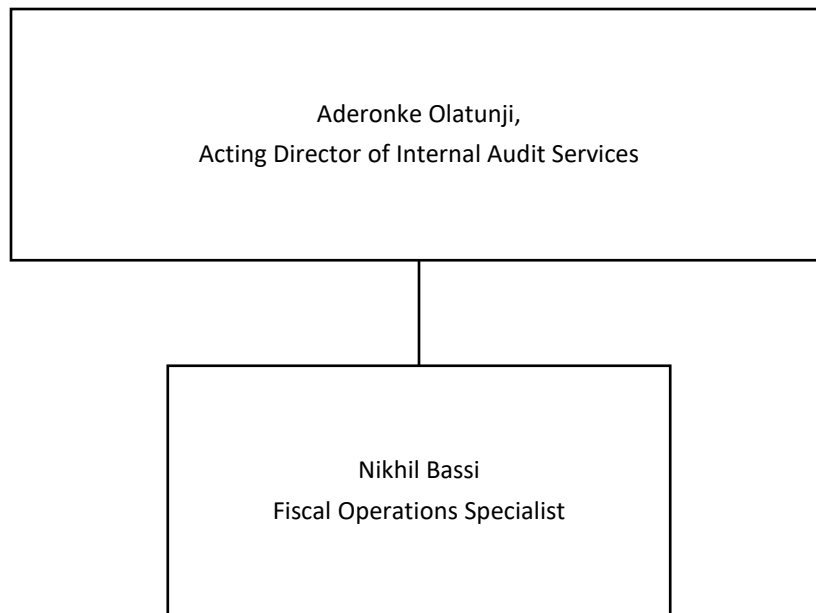 Aderonke Olatunji,
Acting Director of Internal Audit Services
Nikhil Bassi
Fiscal Operations Specialist